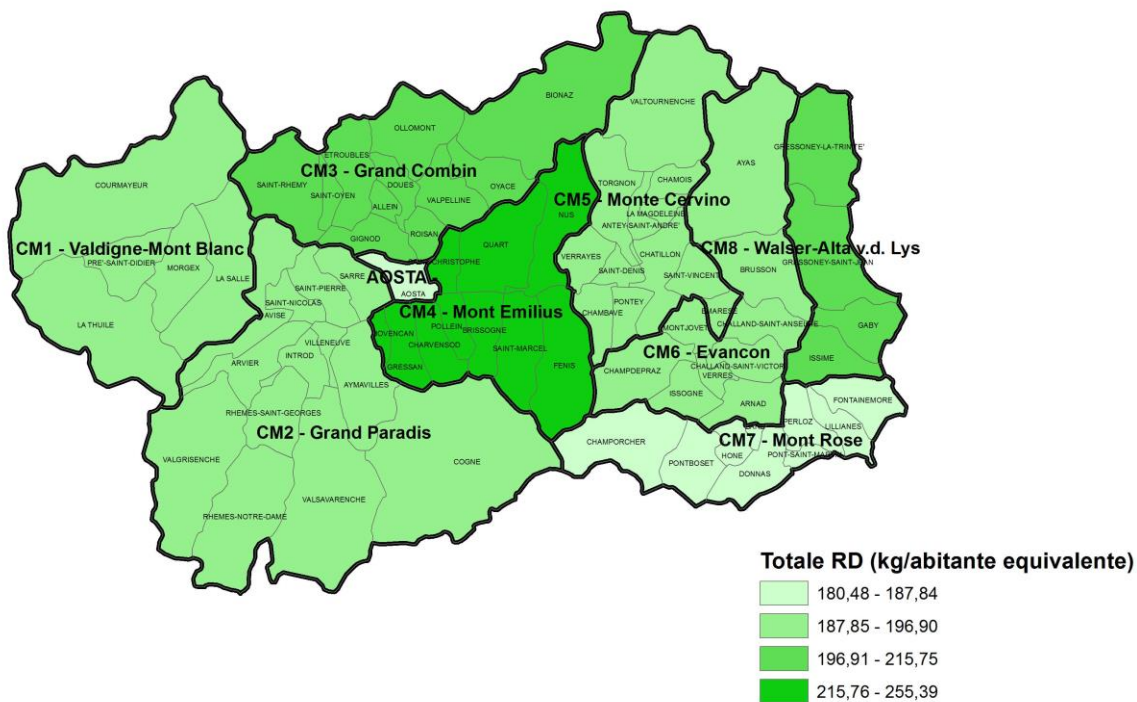 BIONAZ
VALTOURNENCHE
OLLOMONT
GRESSONEY-LA-TRINITE'
ETROUBLES
AYAS
CM3 - Grand Combin
SAINT-RHEMY
DOUES
OYACE
TORGNON
CHAMOIS
COURMAYEUR
SAINT-OYEN
VALPELLINE
CM5 - Monte Cervino
ALLEIN
NUS
LA MAGDELEINE
ANTEY-SAINT-ANDRE'
ROISAN
GIGNOD
QUART
CM1 - Valdigne-Mont Blanc
CM8 - Walser-Alta v.d. Lys
VERRAYES
CHATILLON
PRE'-SAINT-DIDIER
MORGEX
CHRISTOPHE
GRESSONEY-SAINT-JEAN
BRUSSON
SAINT-DENIS
SAINT-VINCENT
LA SALLE
SARRE
AOSTA
SAINT-PIERRE
AOSTA
SAINT-NICOLAS
PONTEY
CHAMBAVE
EMARESE
AVISE
CM4 - Mont Emilius
LA THUILE
JOVENCAN
POLLEIN
BRISSOGNE
MONTJOVET
CHALLAND-SAINT-ANSELME
GABY
VILLENEUVE
CHARVENSOD
SAINT-MARCEL
CM6 - Evancon
INTROD
ARVIER
GRESSAN
FENIS
ISSIME
CHAMPDEPRAZ
CHALLAND-SAINT-VICTOR
VERRES
AYMAVILLES
ISSOGNE
ARNAD
FONTAINEMORE
RHEMES-SAINT-GEORGES
LILLIANES
PERLOZ
CM2 - Grand Paradis
CHAMPORCHER
CM7 - Mont Rose
VALGRISENCHE
COGNE
PONTBOSET
HONE
DONNAS
VALSAVARENCHE
RHEMES-NOTRE-DAME
Totale RD (kg/abitante equivalente)
180,48 - 187,84
187,85 - 196,90
196,91 - 215,75
215,76 - 255,39